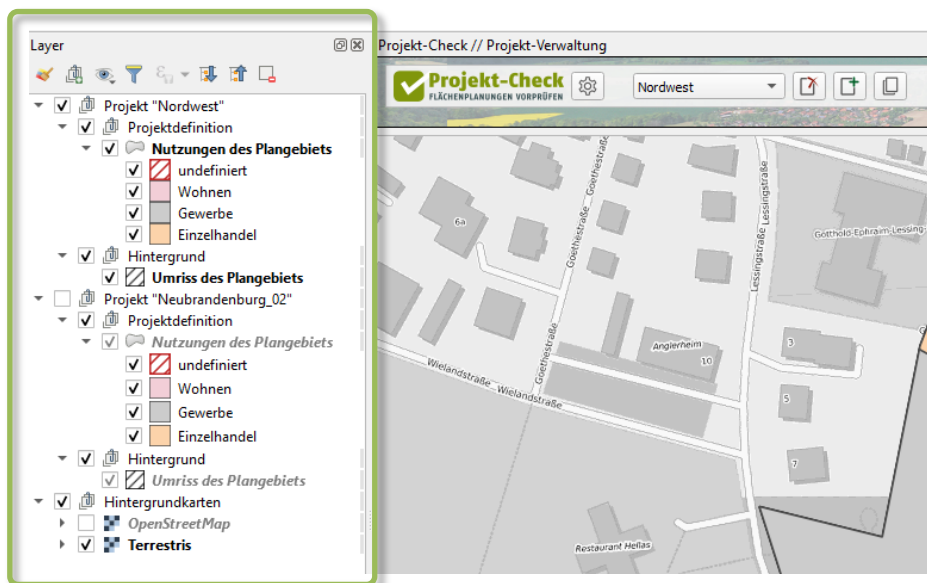 Layer
Projekt "Nordwest"
Projektdefinition
Nutzungen des Plangebiets
undefiniert
Wohnen
Gewerbe
Einzelhandel
Hintergrund
Umriss des Plangebiets
Projekt "Neubrandenburg_02"
Projektdefinition
Nutzungen des Plangebiets
undefiniert
Wohnen
Gewerbe
Einzelhandel
Hintergrund
Umriss des Plangebiets
Hintergrundkarten
OpenStreetMap
Terrestris
Projekt-Check // Projekt-Verwaltung
Projekt-Check
FLÄCHENPLANUNGEN VORPRÜFEN
Nordwest
6a
Goethestraße
Goethestraße
Goethestraße
Lessingstraße
Lessingstraße
Gotthold-Ephraim-Lessing-
Anglerheim
10
3
5
7
Wielandstraße
Wielandstraße
Restaurant Hellas